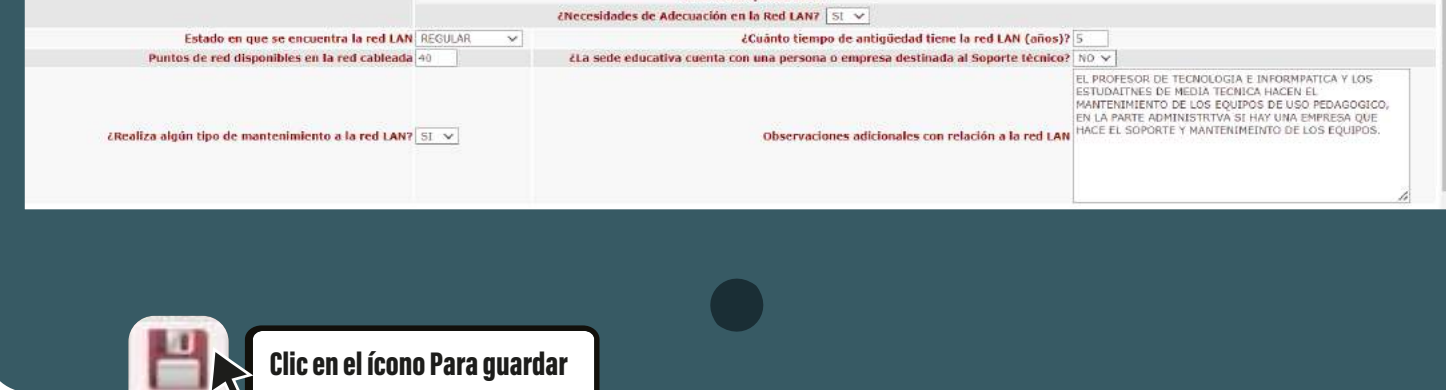 ¿Necesidades de Adecuación en la Red LAN? SI
Estado en que se encuentra la red LAN REGULAR ¿Cuánto tiempo de antigüedad tiene la red LAN (años)? 5
Puntos de red disponibles en la red cableada 40 ¿La sede educativa cuenta con una persona o empresa destinada al Soporte técnico? NO
¿Realiza algún tipo de mantenimiento a la red LAN? SI Observaciones adicionales con relación a la red LAN
EL PROFESOR DE TECNOLOGIA E INFORMPATICA Y LOS
ESTUDAITNES DE MEDIA TECNICA HACEN EL
MANTENIMIENTO DE LOS EQUIPOS DE USO PEDAGOGICO,
EN LA PARTE ADMINISTRTVA SI HAY UNA EMPRESA QUE
HACE EL SOPORTE Y MANTENIMEINTO DE LOS EQUIPOS.
Clic en el ícono Para guardar